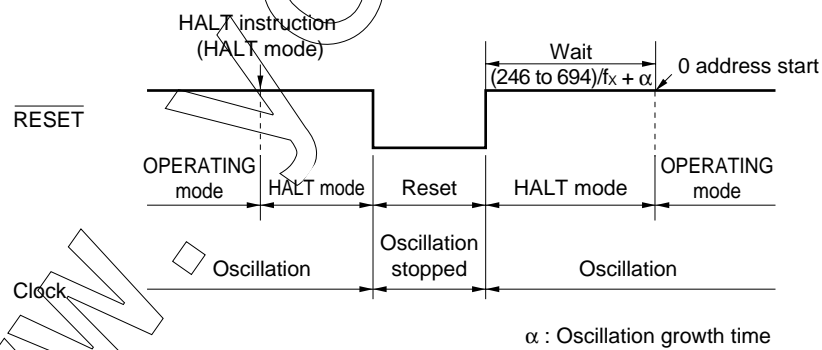 HALT instruction
(HALT mode)
Wait
(246 to 694)/fX + α
0 address start
RESET
OPERATING
mode
HALT mode
Reset
HALT mode
OPERATING
mode
Oscillation
Oscillation
stopped
Oscillation
Clock
α : Oscillation growth time